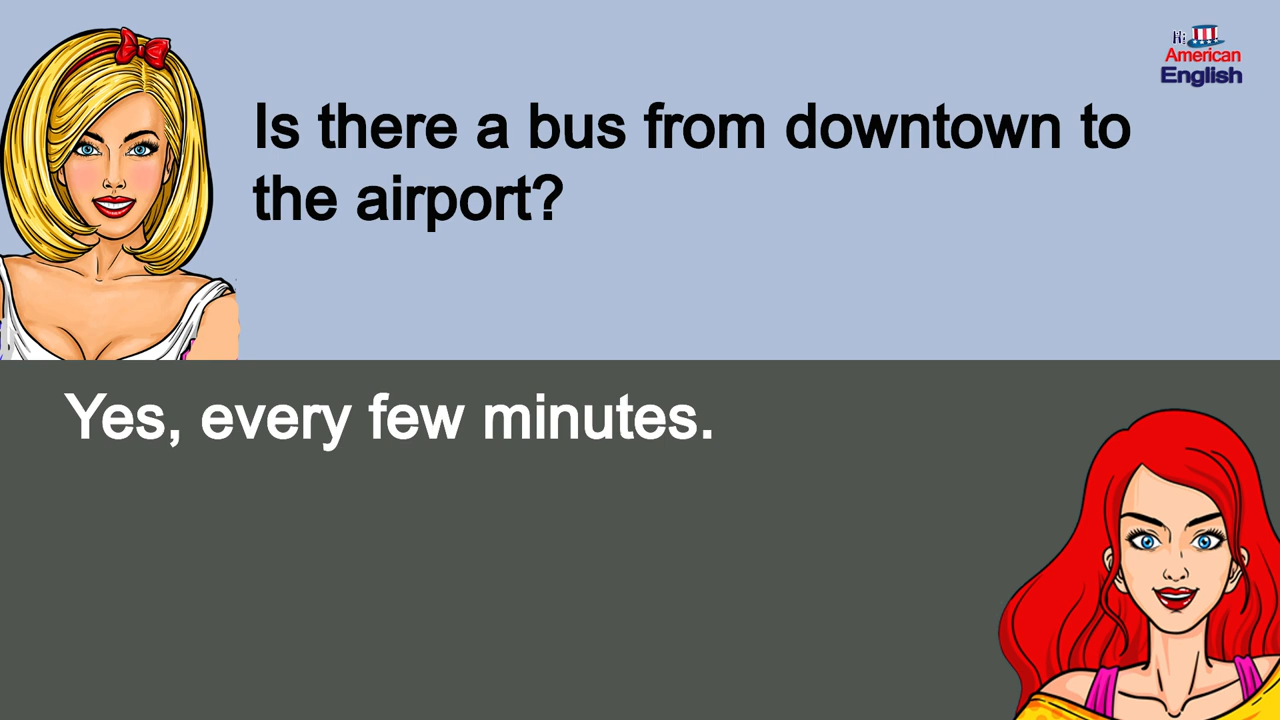 Hi
American
English
Is there a bus from downtown to
the airport?
Yes, every few minutes.